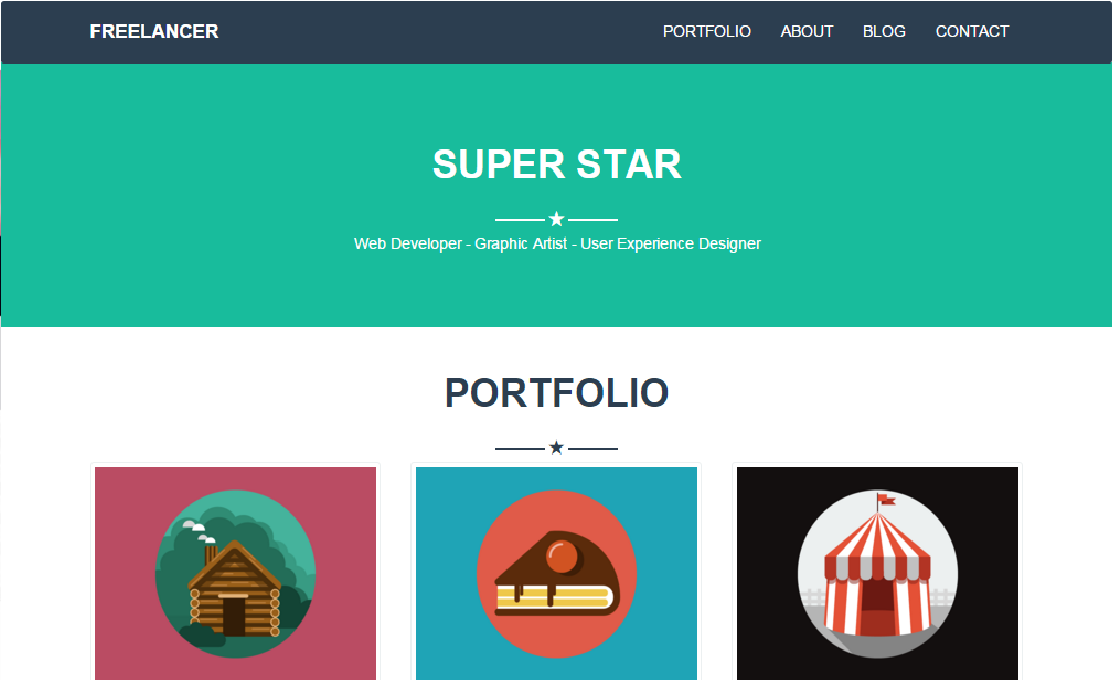 FREELANCER PORTFOLIO ABOUT BLOG CONTACT
SUPER STAR
Web Developer - Graphic Artist - User Experience Designer
PORTFOLIO